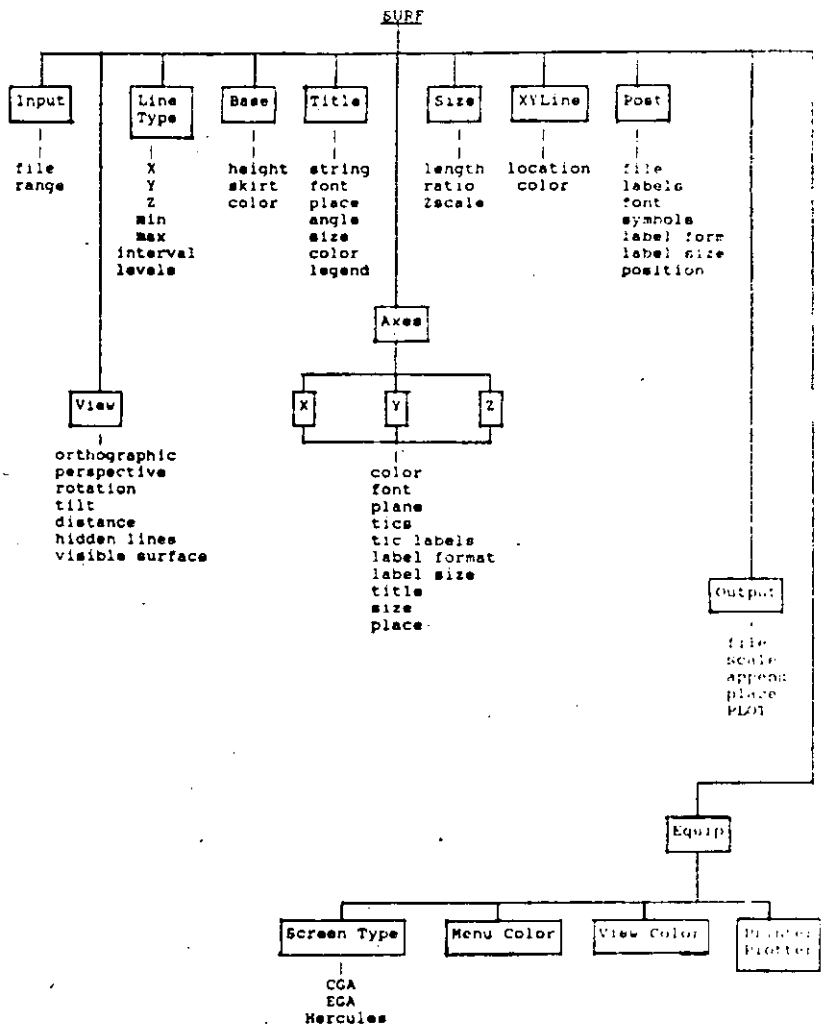 SURF
Input
file
range
Line
Type
X
Y
Z
min
max
interval
levels
Base
height
skirt
color
Title
string
font
place
angle
size
color
legend
Size
length
ratio
Zscale
XYLine
location
color
Post
file
labels
font
symbols
label form
label size
position
Axes
X
Y
Z
color
font
plane
tics
tic labels
label format
label size
title
size
place
View
orthographic
perspective
rotation
tilt
distance
hidden lines
visible surface
Output
file
scale
append
place
PLOT
Equip
Screen Type
CGA
EGA
Hercules
Menu Color
View Color
Printer
Plotter